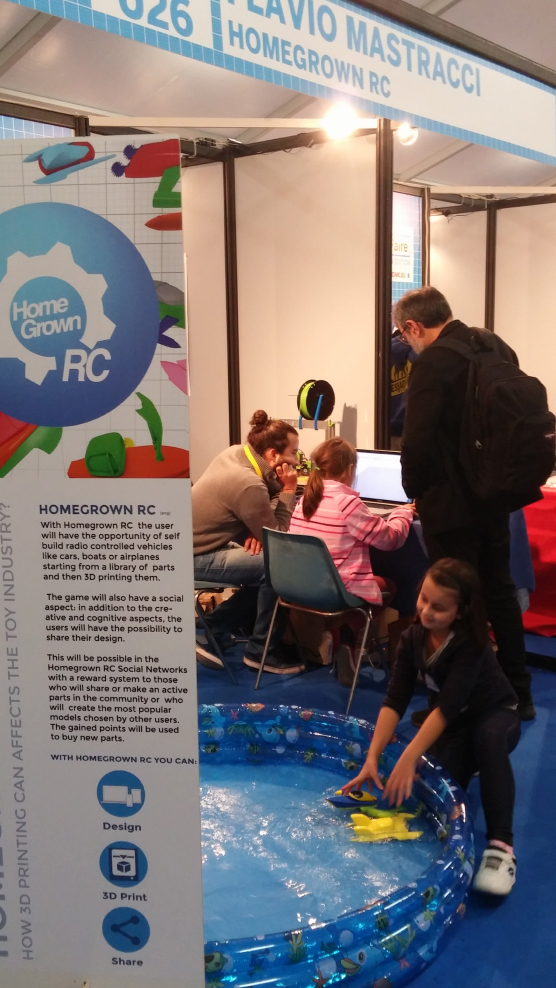 026
FLAVIO MASTRACCI
HOMEGROWN RC
Home
Grown
RC
HOW 3D PRINTING CAN AFFECTS THE TOY INDUSTRY?
HOMEGROWN RC
With Homegrown RC the user
will have the opportunity of self
build radio controlled vehicles
like cars, boats or airplanes
starting from a library of parts
and then 3D printing them.
The game will also have a social
aspect: in addition to the cre-
ative and cognitive aspects, the
users will have the possibility to
share their design.
This will be possible in the
Homegrown RC Social Networks
with a reward system to those
who will share or make an active
parts in the community or who
will create the most popular
models chosen by other users.
The gained points will be used
to buy new parts.
WITH HOMEGROWN RC YOU CAN:
Design
3D Print
Share